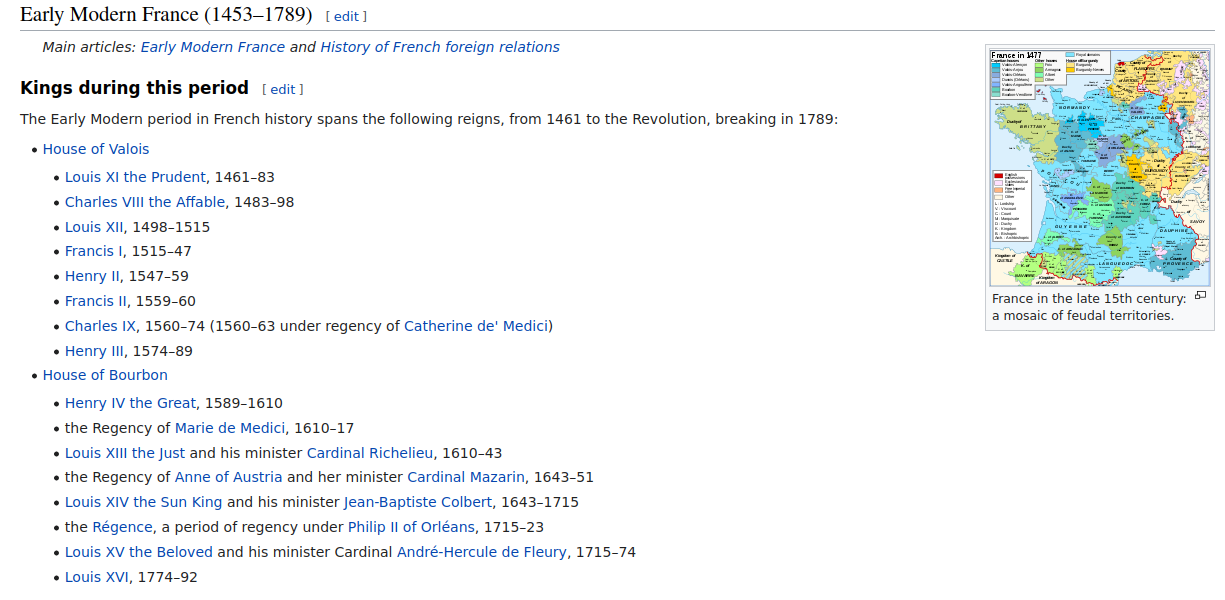 Early Modern France (1453–1789) [ edit ]
Main articles: Early Modern France and History of French foreign relations
Kings during this period [ edit ]
The Early Modern period in French history spans the following reigns, from 1461 to the Revolution, breaking in 1789:
• House of Valois
• Louis XI the Prudent, 1461–83
• Charles VIII the Affable, 1483–98
• Louis XII, 1498–1515
• Francis I, 1515–47
• Henry II, 1547–59
• Francis II, 1559–60
• Charles IX, 1560–74 (1560–63 under regency of Catherine de' Medici)
• Henry III, 1574–89
• House of Bourbon
• Henry IV the Great, 1589–1610
• the Regency of Marie de Medici, 1610–17
• Louis XIII the Just and his minister Cardinal Richelieu, 1610–43
• the Regency of Anne of Austria and her minister Cardinal Mazarin, 1643–51
• Louis XIV the Sun King and his minister Jean-Baptiste Colbert, 1643–1715
• the Régence, a period of regency under Philip II of Orléans, 1715–23
• Louis XV the Beloved and his minister Cardinal André-Hercule de Fleury, 1715–74
• Louis XVI, 1774–92
France in 1477
NORMANDY
CHAMPAGNE
BRITTANY
BURGUNDY
GUYENNE
DAUPHINE
SAVOY
LANGUEDOC
PROVENCE
France in the late 15th century:
a mosaic of feudal territories.